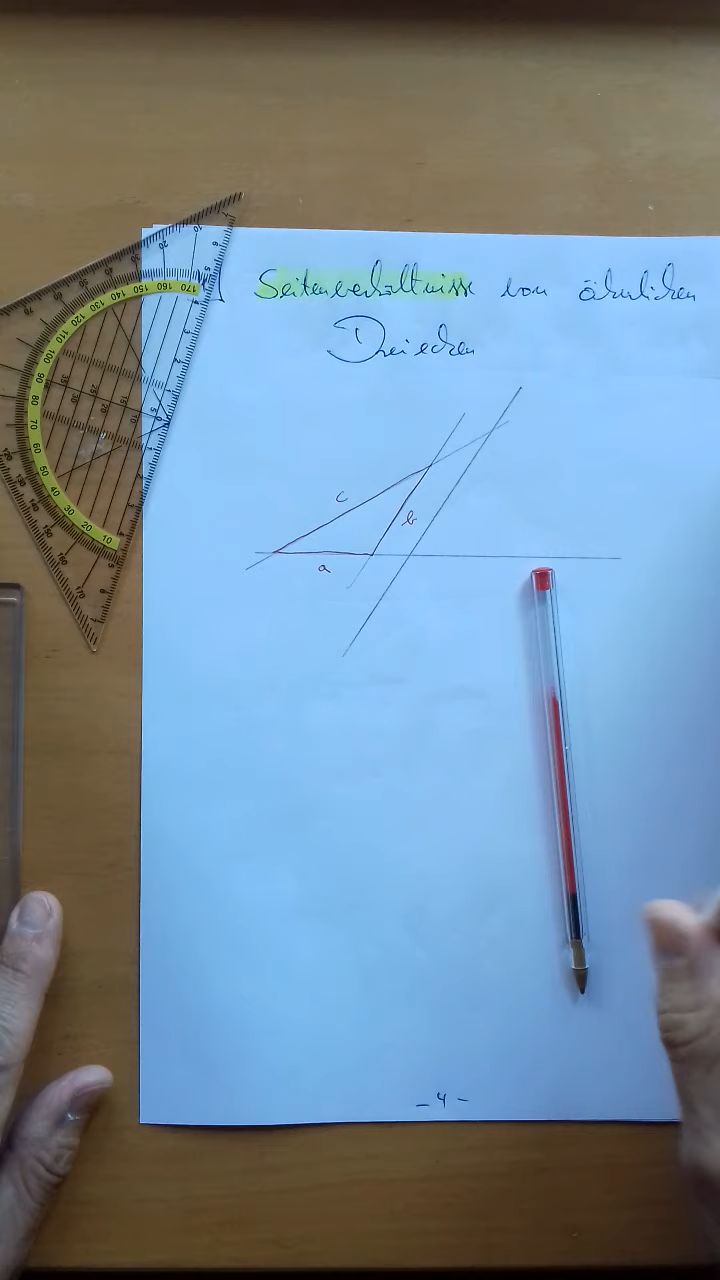 Seitenverhältnisse von ähnlichen
Dreiecken
c
b
a
- 4 -